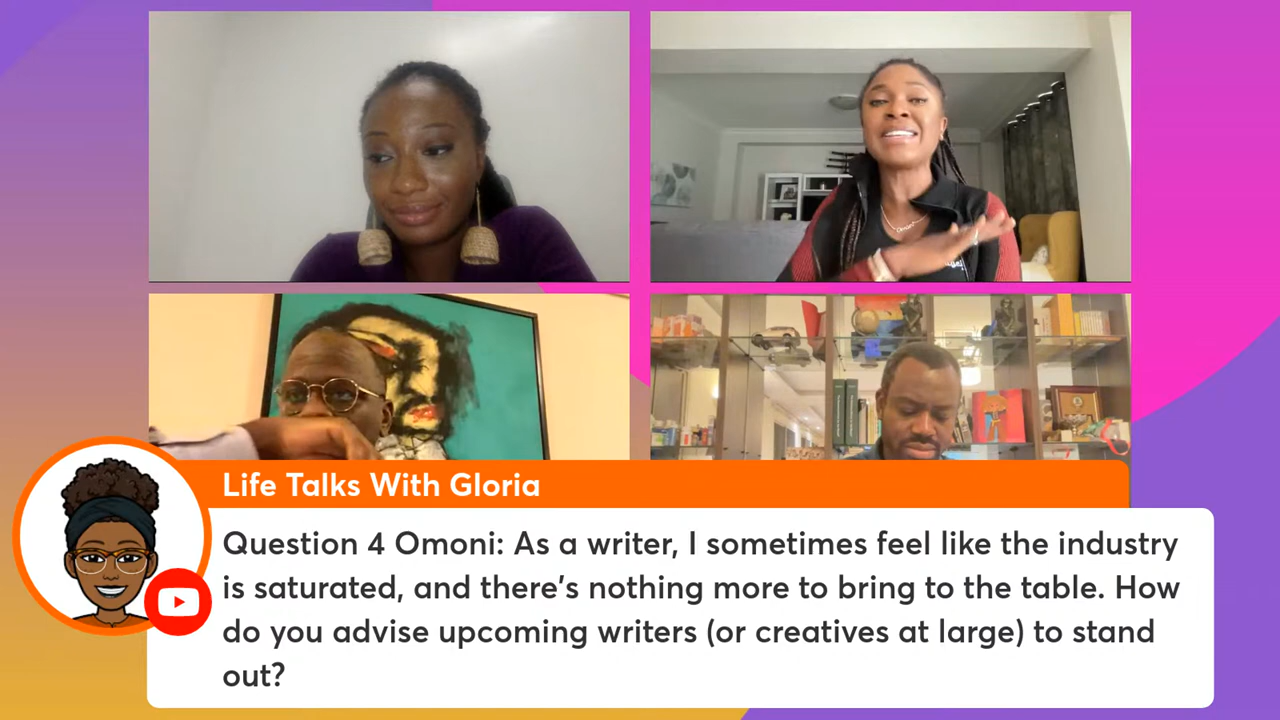 Life Talks With Gloria
Question 4 Omoni: As a writer, I sometimes feel like the industry
is saturated, and there's nothing more to bring to the table. How
do you advise upcoming writers (or creatives at large) to stand
out?